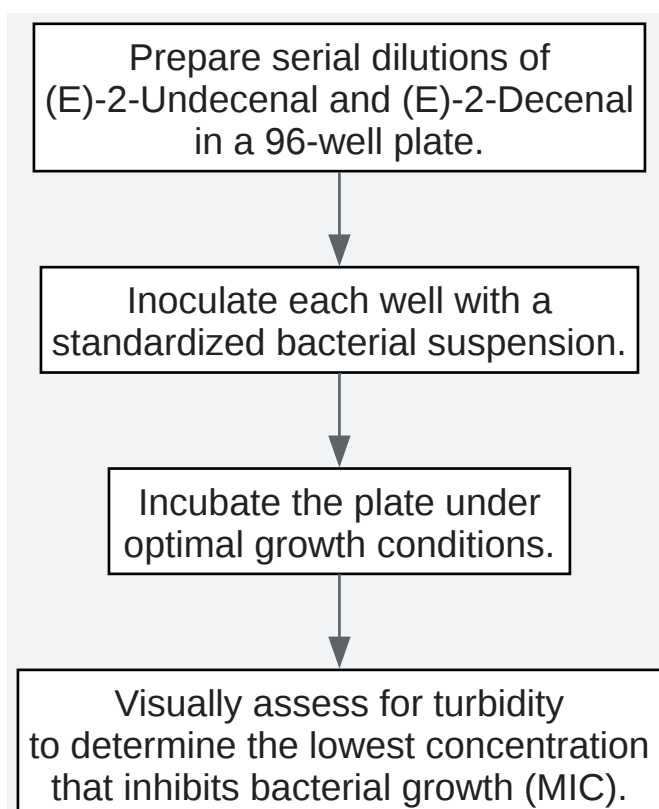 Prepare serial dilutions of
(E)-2-Undecenal and (E)-2-Decenal
in a 96-well plate.
Inoculate each well with a
standardized bacterial suspension.
Incubate the plate under
optimal growth conditions.
Visually assess for turbidity
to determine the lowest concentration
that inhibits bacterial growth (MIC).